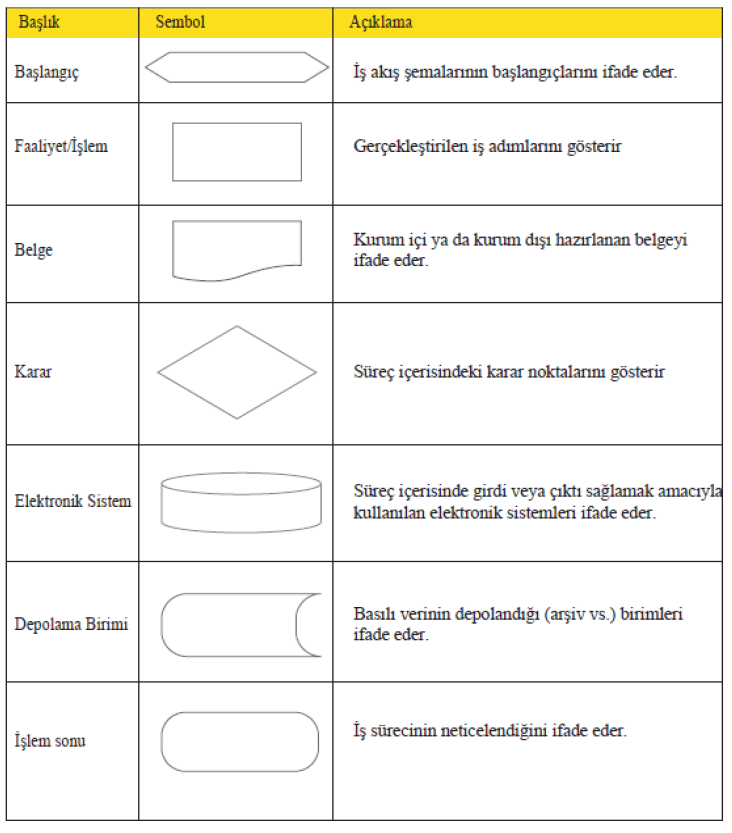 Başlık Sembol Açıklama
Başlangıç İş akış şemalarının başlangıçlarını ifade eder.
Faaliyet/İşlem Gerçekleştirilen iş adımlarını gösterir
Belge Kurum içi ya da kurum dışı hazırlanan belgeyi
ifade eder.
Karar Süreç içerisindeki karar noktalarını gösterir
Elektronik Sistem Süreç içerisinde girdi veya çıktı sağlamak amacıyla
kullanılan elektronik sistemleri ifade eder.
Depolama Birimi Basılı verinin depolandığı (arşiv vs.) birimleri
ifade eder.
İşlem sonu İş sürecinin neticelendiğini ifade eder.